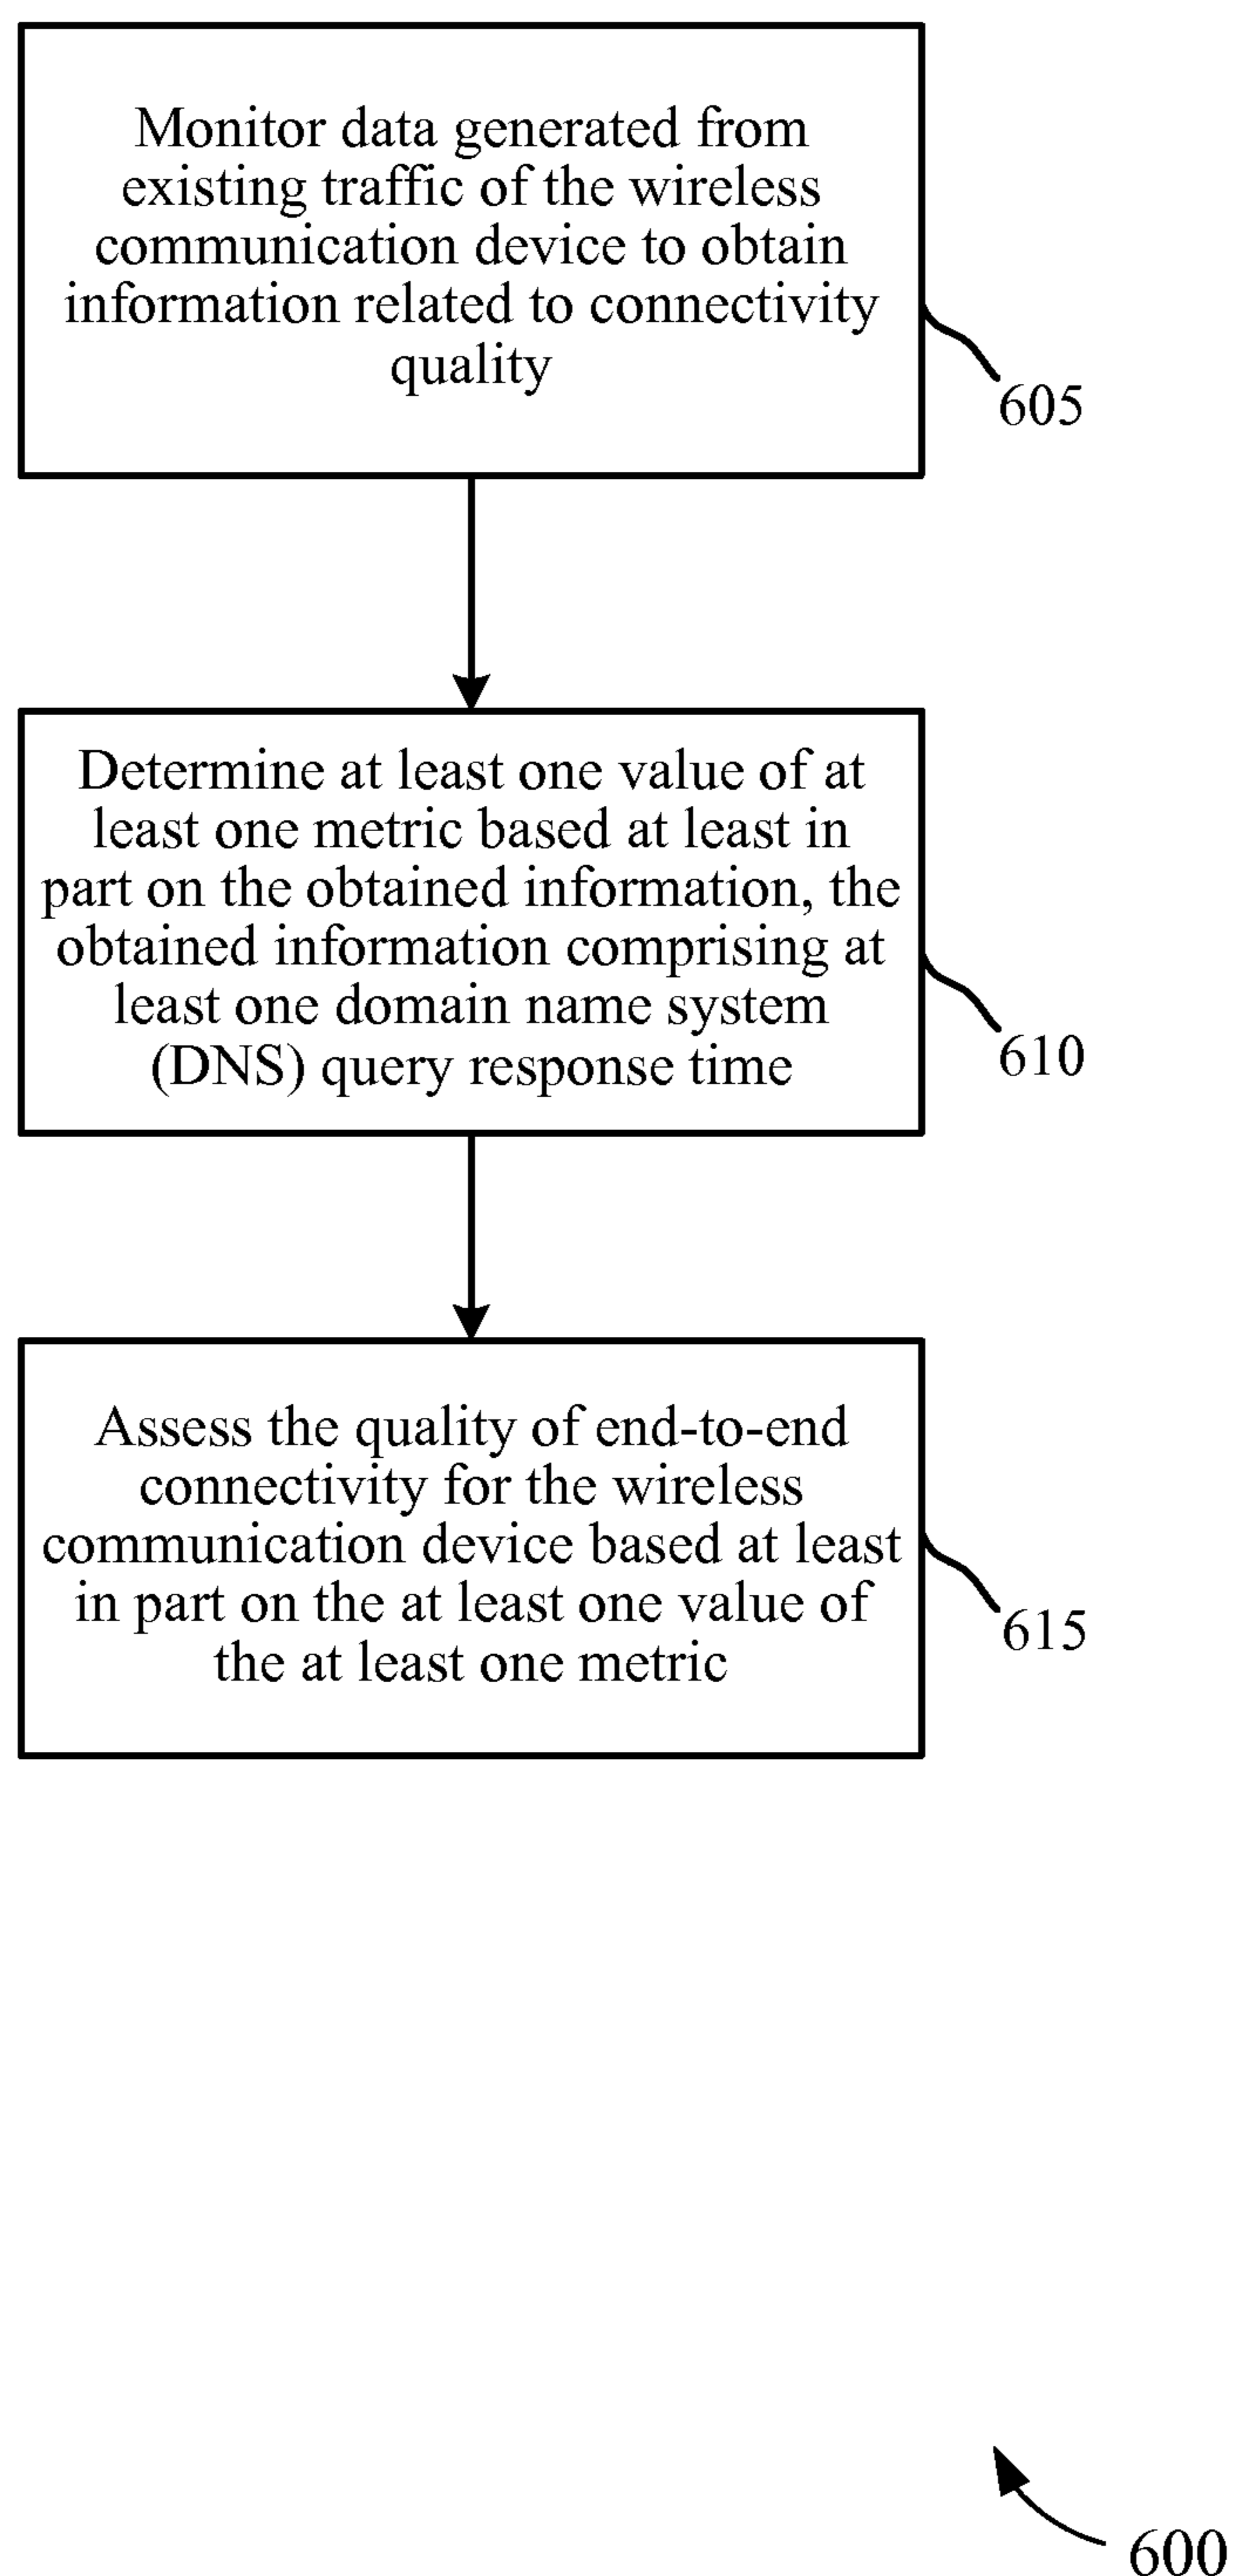 Monitor data generated from
existing traffic of the wireless
communication device to obtain
information related to connectivity
quality
605
Determine at least one value of at
least one metric based at least in
part on the obtained information, the
obtained information comprising at
least one domain name system
(DNS) query response time
610
Assess the quality of end-to-end
connectivity for the wireless
communication device based at least
in part on the at least one value of
the at least one metric
615
600